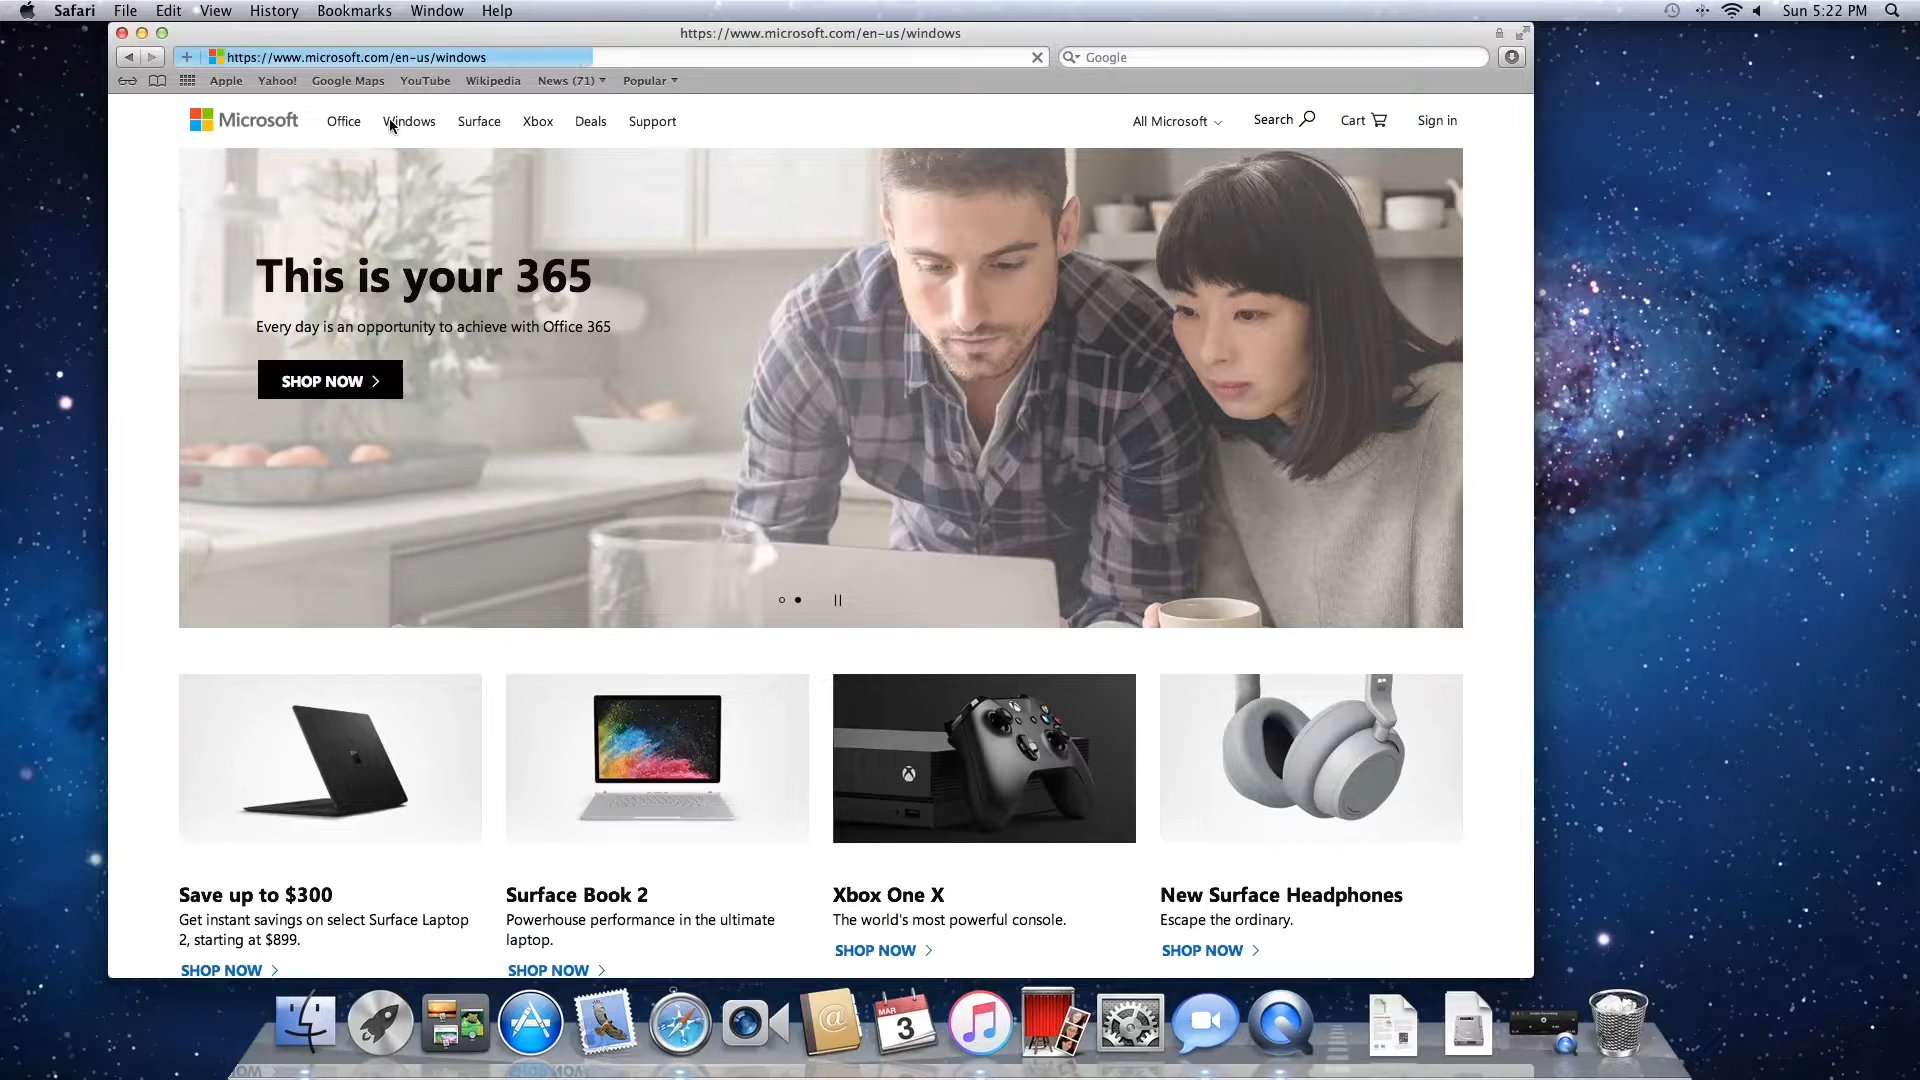 Safari File Edit View History Bookmarks Window Help
Sun 5:22 PM
https://www.microsoft.com/en-us/windows
https://www.microsoft.com/en-us/windows
Google
Apple Yahoo! Google Maps YouTube Wikipedia News (71) Popular
Microsoft Office Windows Surface Xbox Deals Support All Microsoft Search Cart Sign in
This is your 365
Every day is an opportunity to achieve with Office 365
SHOP NOW
Save up to $300
Get instant savings on select Surface Laptop
2, starting at $899.
SHOP NOW
Surface Book 2
Powerhouse performance in the ultimate
laptop.
SHOP NOW
Xbox One X
The world's most powerful console.
SHOP NOW
New Surface Headphones
Escape the ordinary.
SHOP NOW
MAR
3